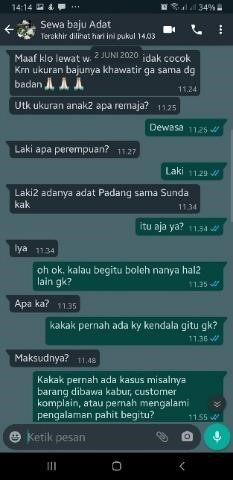 14:14
34%
Sewa baju Adat
Terakhir dilihat hari ini pukul 14.03
Maaf klo lewat w
2 JUNI 2020
idak cocok
Krn ukuran bajunya khawatir ga sama dg
badan🙏🙏🙏
11.24
Utk ukuran anak2 apa remaja? 11.25
Dewasa 11.25
Laki apa perempuan? 11.27
Laki 11.29
Laki2 adanya adat Padang sama Sunda
kak 11.34
itu aja ya? 11.34
Iya 11.34
oh ok. kalau begitu boleh nanya hal2
lain gk? 11.35
Apa ka? 11.35
kakak pernah ada ky kendala gitu gk?
11.36
Maksudnya? 11.48
Kakak pernah ada kasus misalnya
barang dibawa kabur, customer
komplain, atau pernah mengalami
pengalaman pahit begitu? 11.55
Ketik pesan